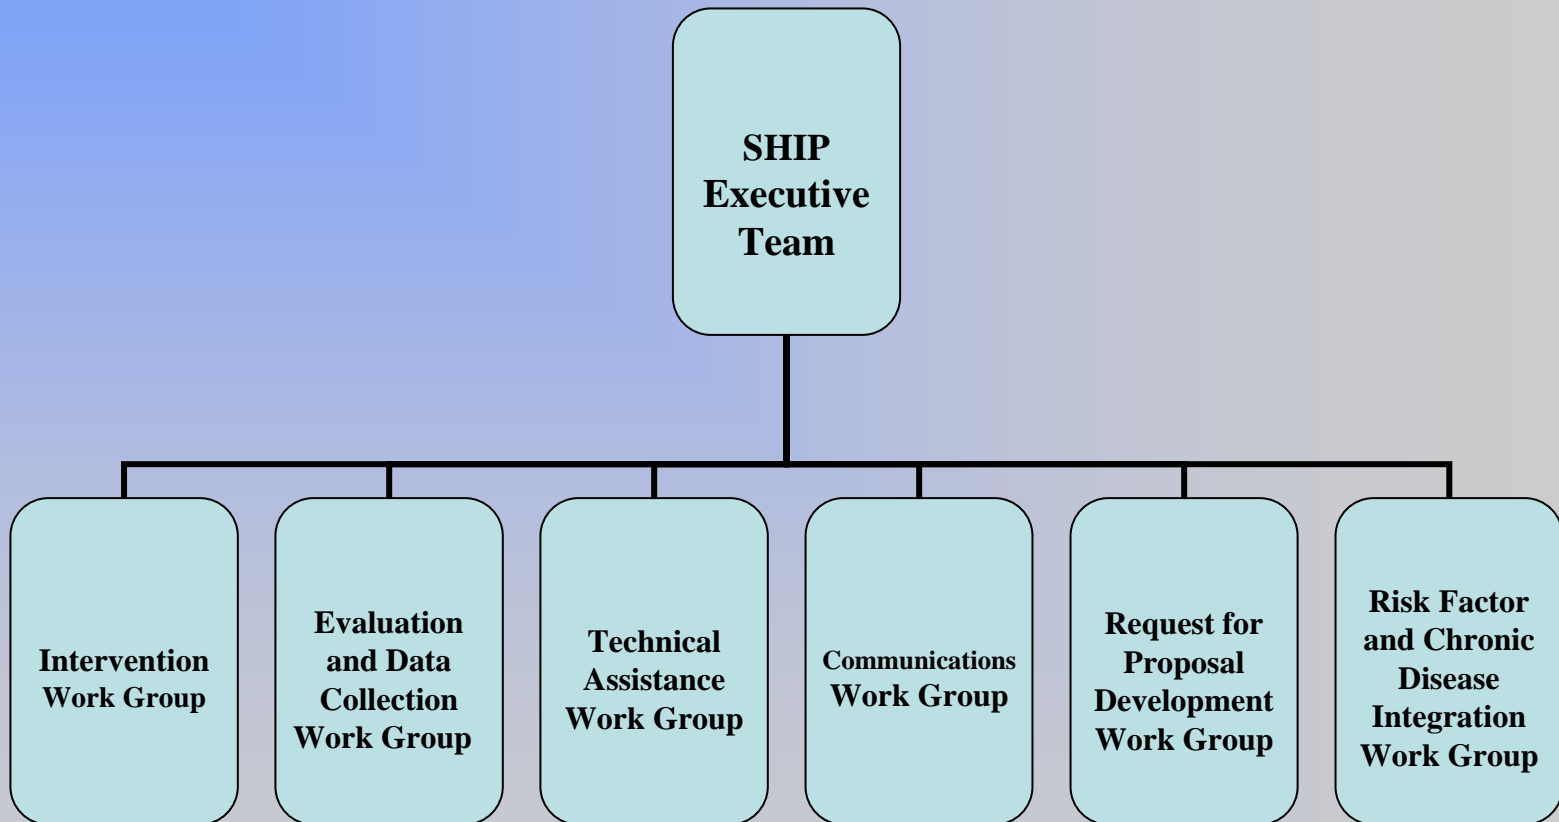 SHIP
Executive
Team
Intervention
Work Group
Evaluation
and Data
Collection
Work Group
Technical
Assistance
Work Group
Communications
Work Group
Request for
Proposal
Development
Work Group
Risk Factor
and Chronic
Disease
Integration
Work Group